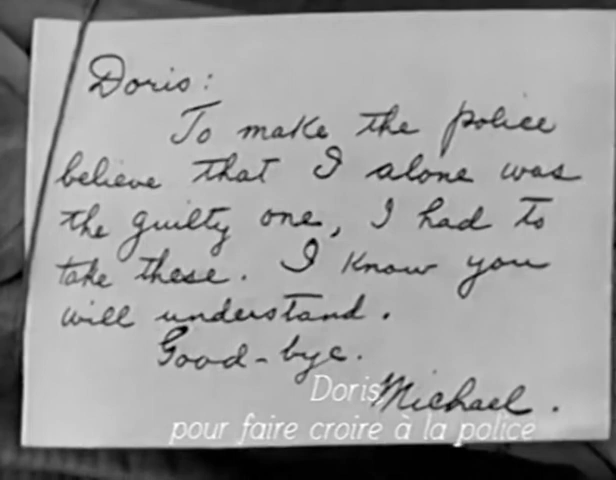 Doris:
To make the police
believe that I alone was
the guilty one, I had to
take these. I know you
will understand.
Good-bye.
Michael.
Doris,
pour faire croire à la police